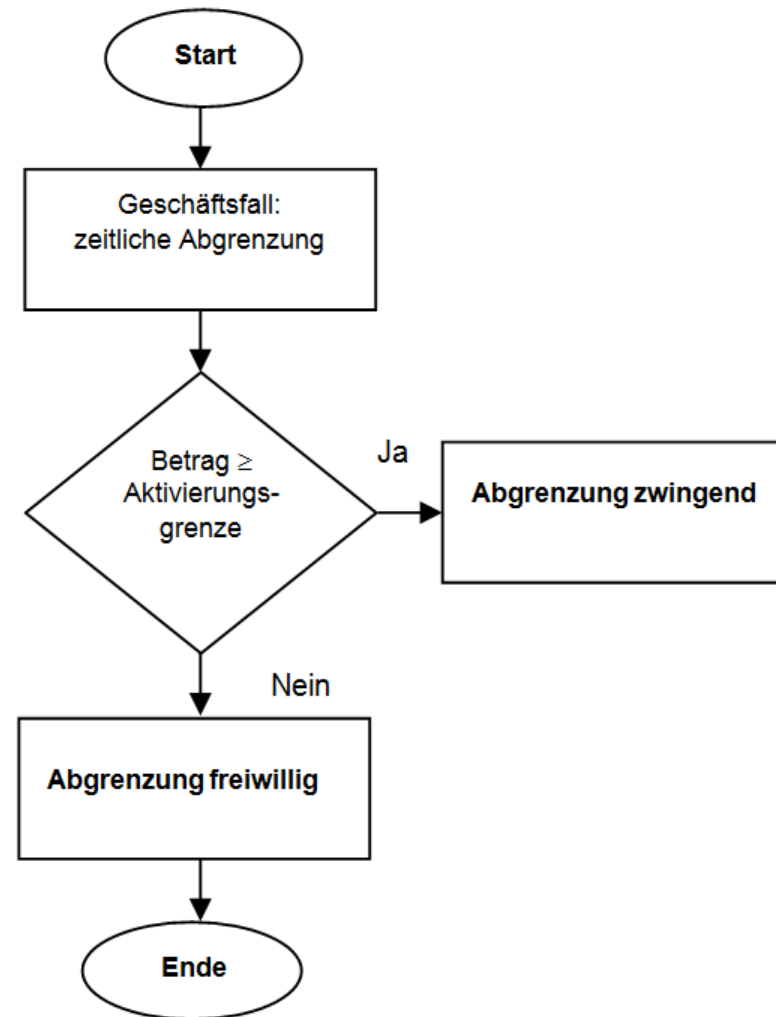 Start
Geschäftsfall:
zeitliche Abgrenzung
Betrag ≥
Aktivierungs-
grenze
Ja
Abgrenzung zwingend
Nein
Abgrenzung freiwillig
Ende